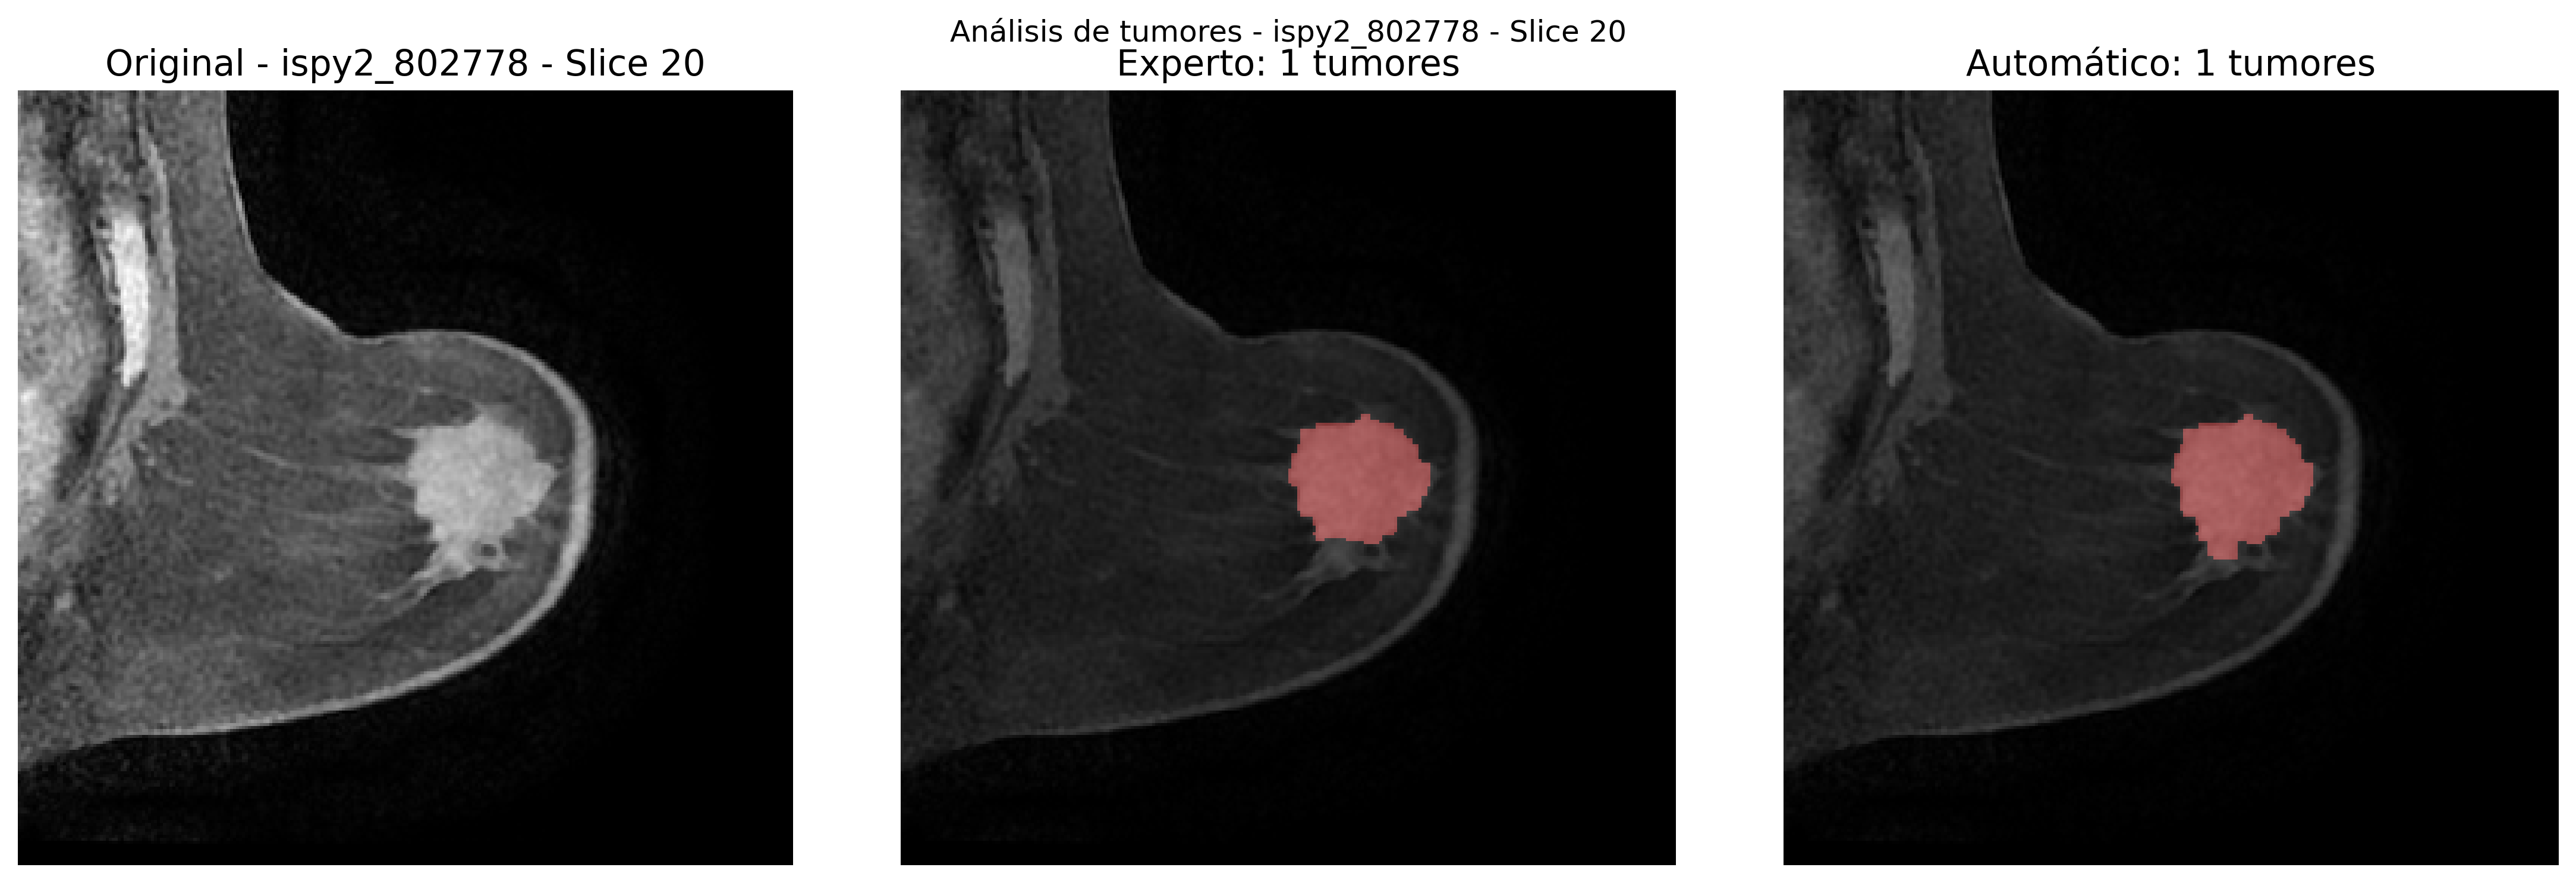 Análisis de tumores - ispy2_802778 - Slice 20
Original - ispy2_802778 - Slice 20
Experto: 1 tumores
Automático: 1 tumores